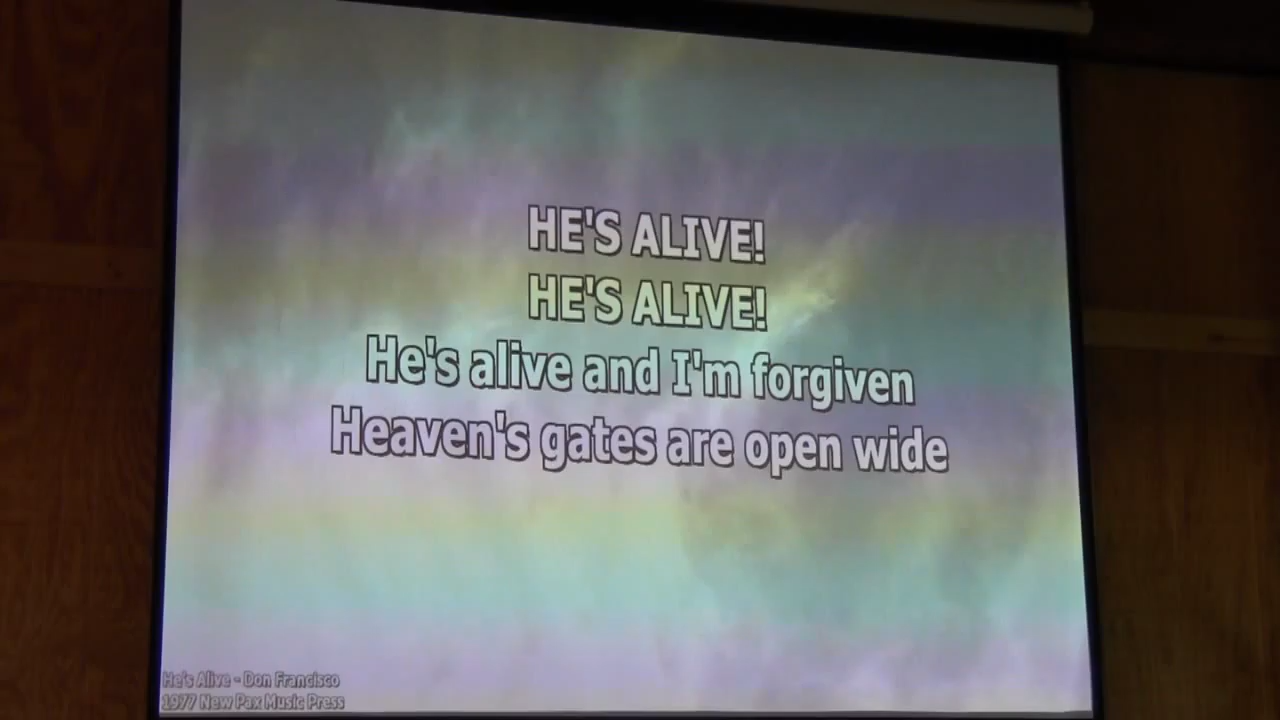 HE'S ALIVE!
HE'S ALIVE!
He's alive and I'm forgiven
Heaven's gates are open wide
He's Alive - Don Francisco
1977 New Pax Music Press